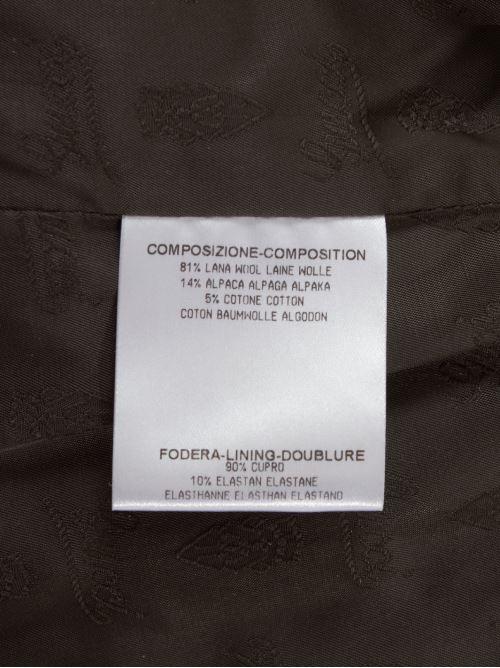 COMPOSIZIONE-COMPOSITION
81% LANA WOOL LAINE WOLLE
14% ALPACA ALPAGA ALPAKA
5% COTONE COTTON
COTON BAUMWOLLE ALGODON
FODERA-LINING-DOUBLURE
90% CUPRO
10% ELASTAN ELASTANE
ELASTHANNE ELASTHAN ELASTAND